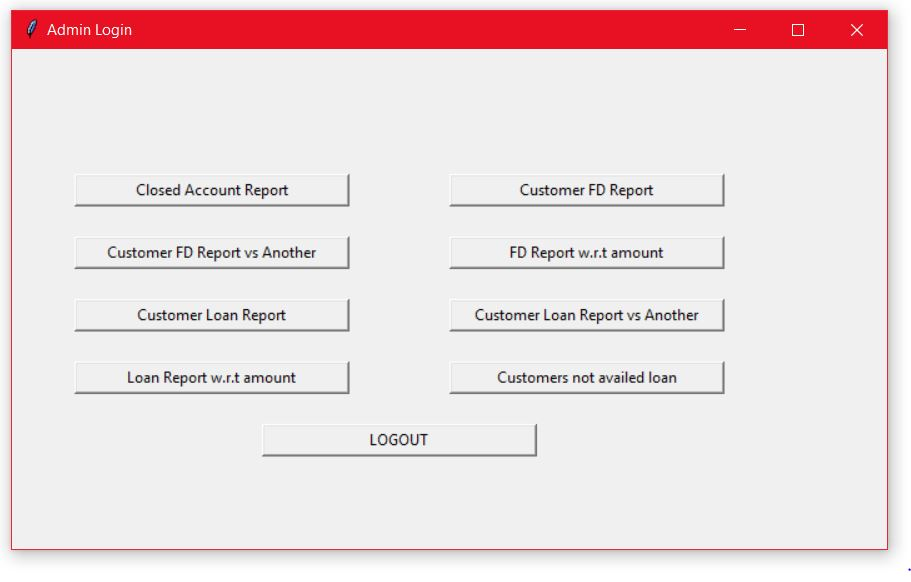 Admin Login
Closed Account Report
Customer FD Report
Customer FD Report vs Another
FD Report w.r.t amount
Customer Loan Report
Customer Loan Report vs Another
Loan Report w.r.t amount
Customers not availed loan
LOGOUT